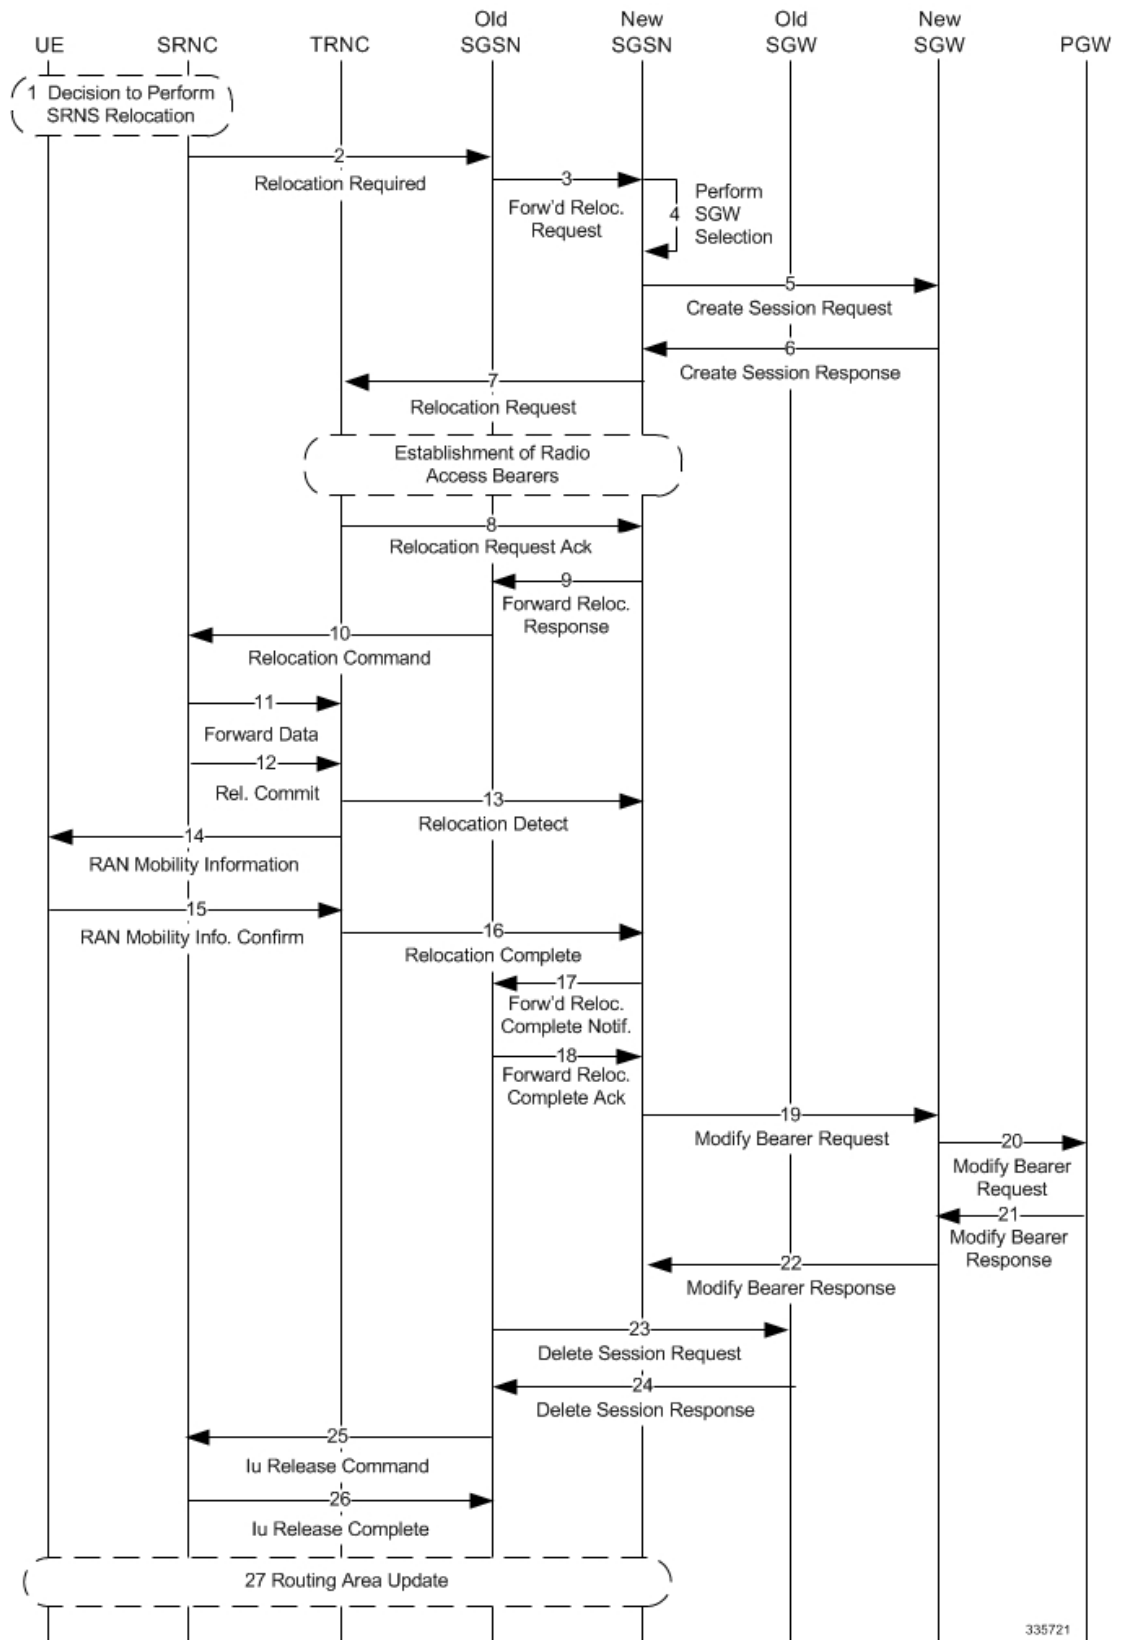 Old New Old New
UE SRNC TRNC SGSN SGSN SGW SGW PGW
1 Decision to Perform
SRNS Relocation
2
Relocation Required
3
Forw'd Reloc.
Request
Perform
4 SGW
Selection
5
Create Session Request
6
Create Session Response
7
Relocation Request
Establishment of Radio
Access Bearers
8
Relocation Request Ack
9
Forward Reloc.
Response
10
Relocation Command
11
Forward Data
12
Rel. Commit
13
Relocation Detect
14
RAN Mobility Information
15
RAN Mobility Info. Confirm
16
Relocation Complete
17
Forw'd Reloc.
Complete Notif.
18
Forward Reloc.
Complete Ack
19
Modify Bearer Request
20
Modify Bearer
Request
21
Modify Bearer
Response
22
Modify Bearer Response
23
Delete Session Request
24
Delete Session Response
25
Iu Release Command
26
Iu Release Complete
27 Routing Area Update
335721